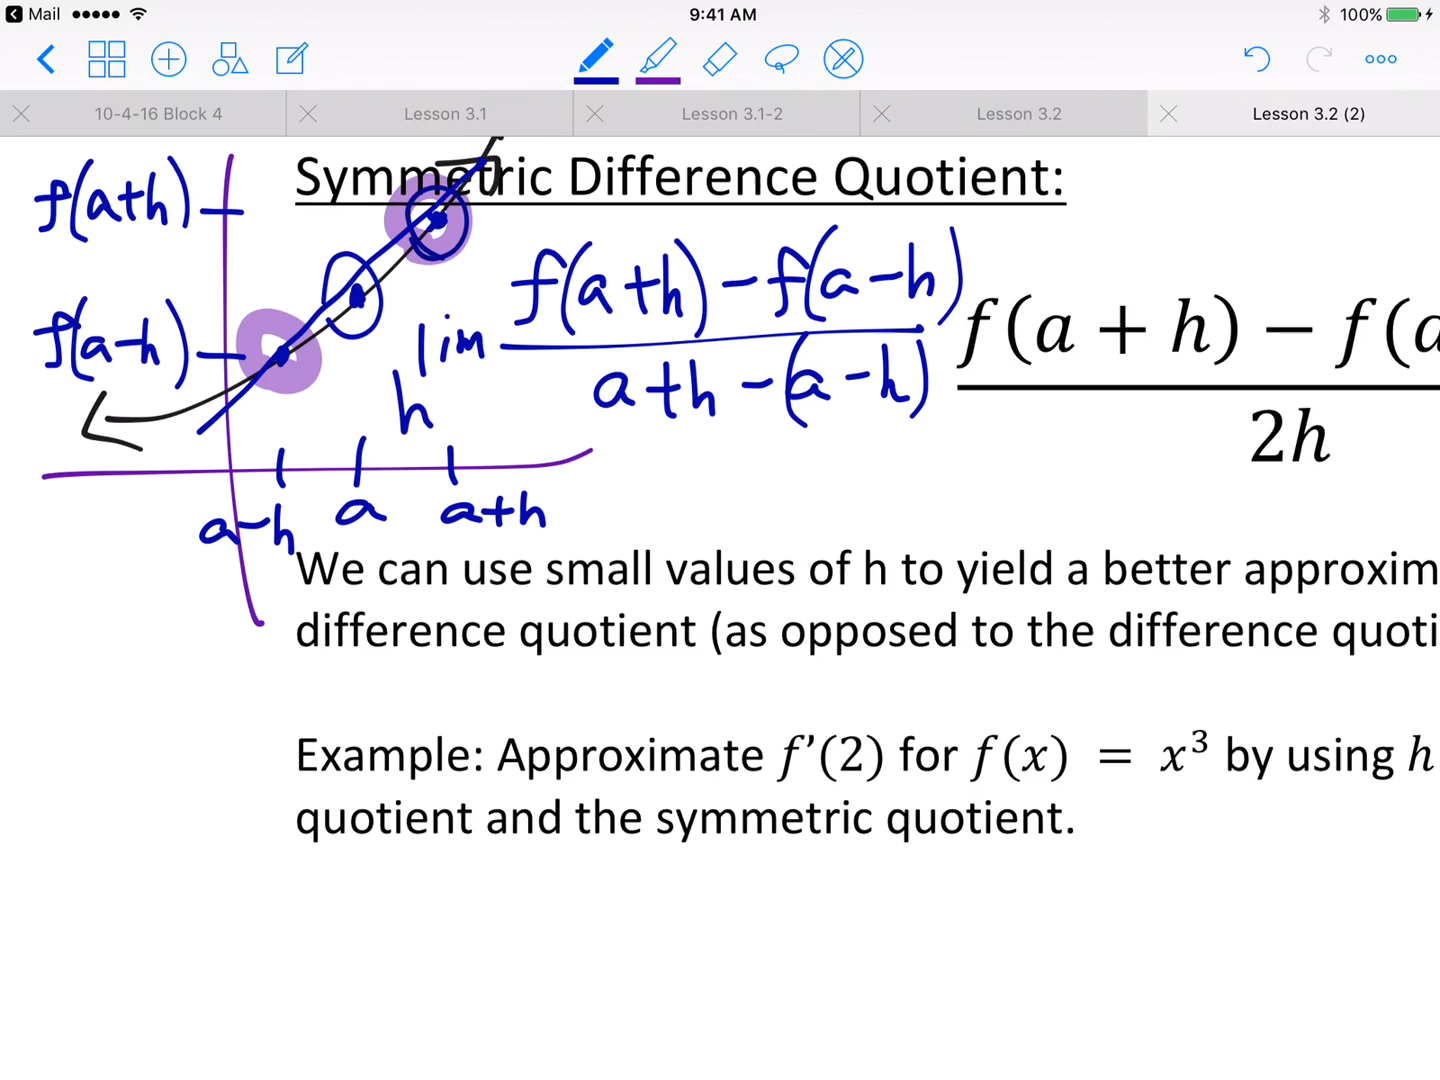 Mail 9:41 AM 100%
10-4-16 Block 4 Lesson 3.1 Lesson 3.1-2 Lesson 3.2 Lesson 3.2 (2)
Symmetric Difference Quotient:
f(a+h)
f(a+h) - f(a-h)
f(a + h) − f(a
f(a-h)
lim
h
a+h - (a-h)
2h
a-h a a+h
We can use small values of h to yield a better approxim
difference quotient (as opposed to the difference quoti
Example: Approximate f’(2) for f(x) = x³ by using h
quotient and the symmetric quotient.